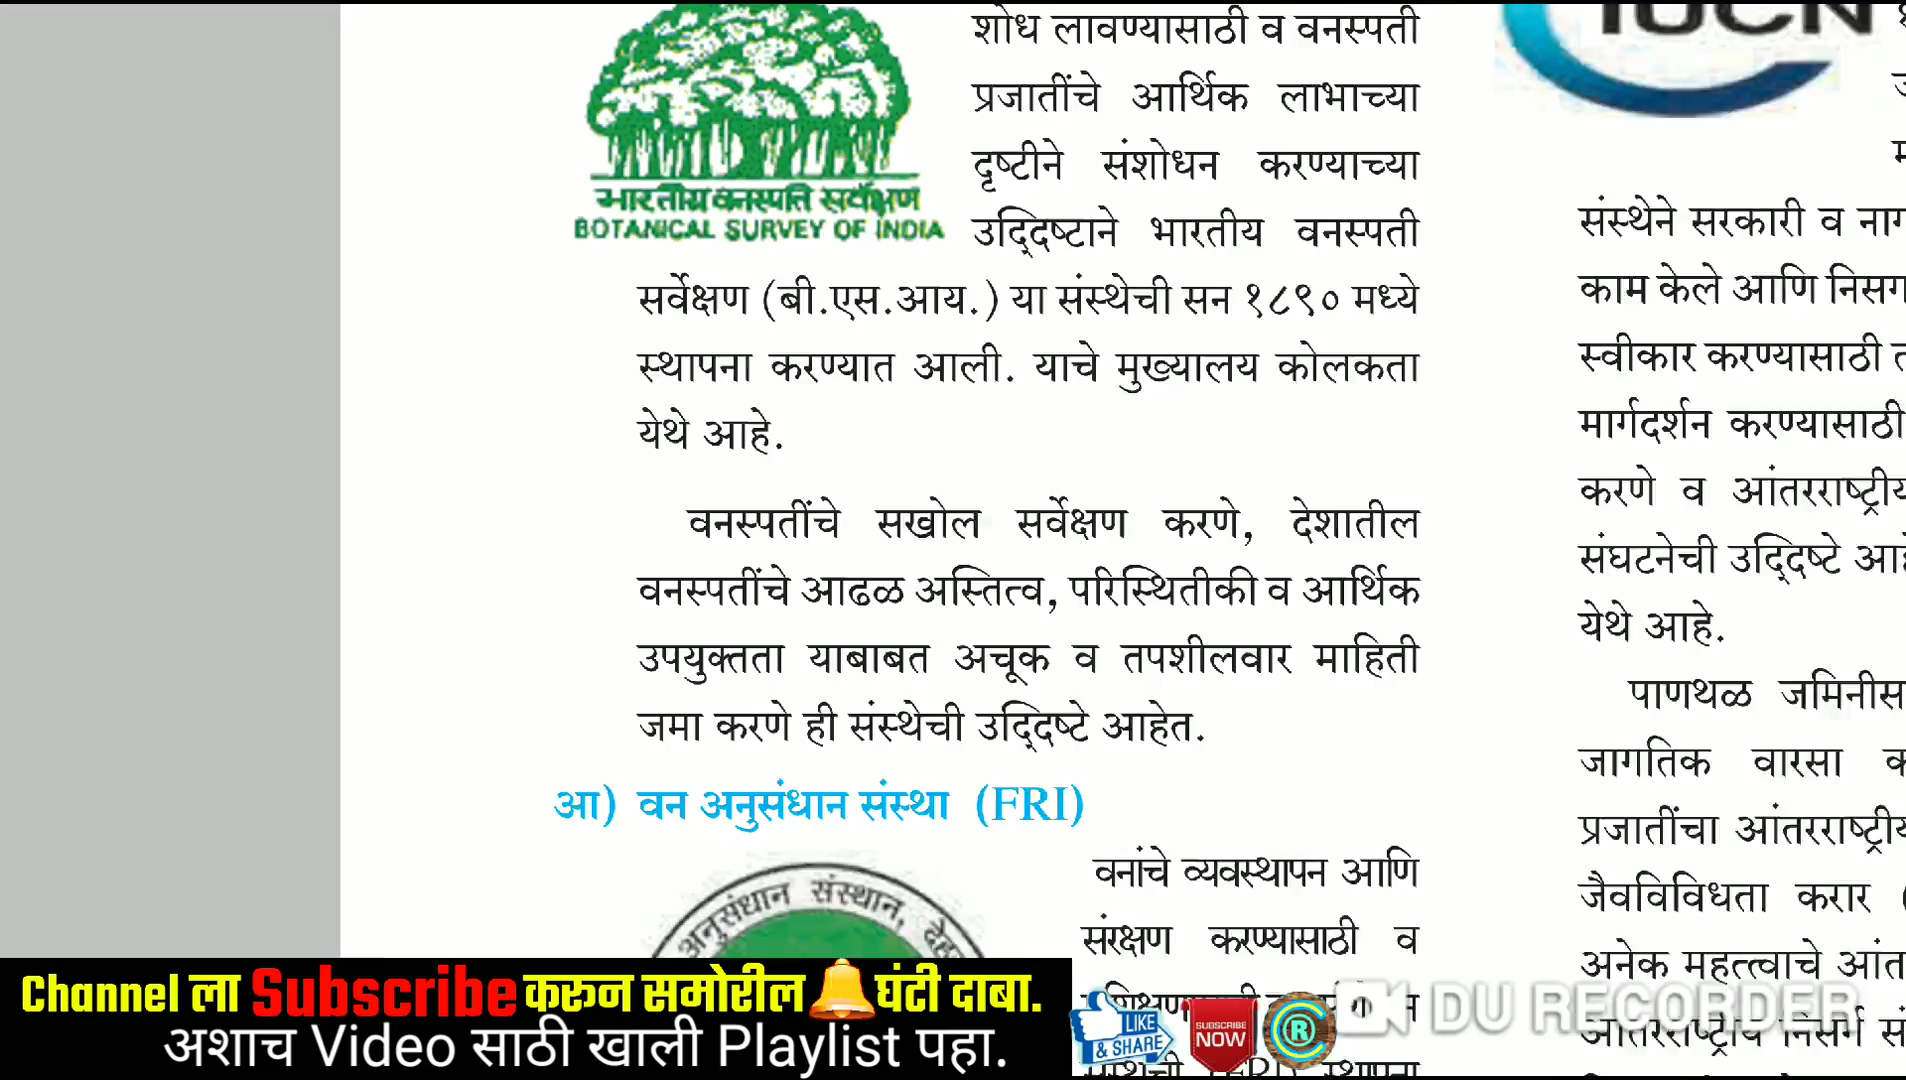 शोध लावण्यासाठी व वनस्पती
प्रजातींचे आर्थिक लाभाच्या
दृष्टीने संशोधन करण्याच्या
उद्‌दिष्टाने भारतीय वनस्पती
भारतीय वनस्पति सर्वेक्षण
BOTANICAL SURVEY OF INDIA
सर्वेक्षण (बी.एस.आय.) या संस्थेची सन १८९० मध्ये
स्थापना करण्यात आली. याचे मुख्यालय कोलकता
येथे आहे.
वनस्पतींचे सखोल सर्वेक्षण करणे, देशातील
वनस्पतींचे आढळ अस्तित्व, परिस्थितीकी व आर्थिक
उपयुक्तता याबाबत अचूक व तपशीलवार माहिती
जमा करणे ही संस्थेची उद्‌दिष्टे आहेत.
आ) वन अनुसंधान संस्था (FRI)
अनुसंधान संस्थान,
वनांचे व्यवस्थापन आणि
संरक्षण करण्यासाठी व
IUCN
संस्थेने सरकारी व
काम केले आणि
स्वीकार करण्यासाठी
मार्गदर्शन करण्यासाठी
करणे व आंतरराष्ट्रीय
संघटनेची उद्‌दिष्टे
येथे आहे.
पाणथळ
जागतिक वारसा
प्रजातींचा आंतरराष्ट्रीय
जैवविविधता करार
अनेक महत्त्वाचे
आंतरराष्ट्रीय निसर्ग
Channel ला Subscribe करून समोरील घंटी दाबा.
अशाच Video साठी खाली Playlist पहा.
LIKE
& SHARE
SUBSCRIBE
NOW
R
DU RECORDER